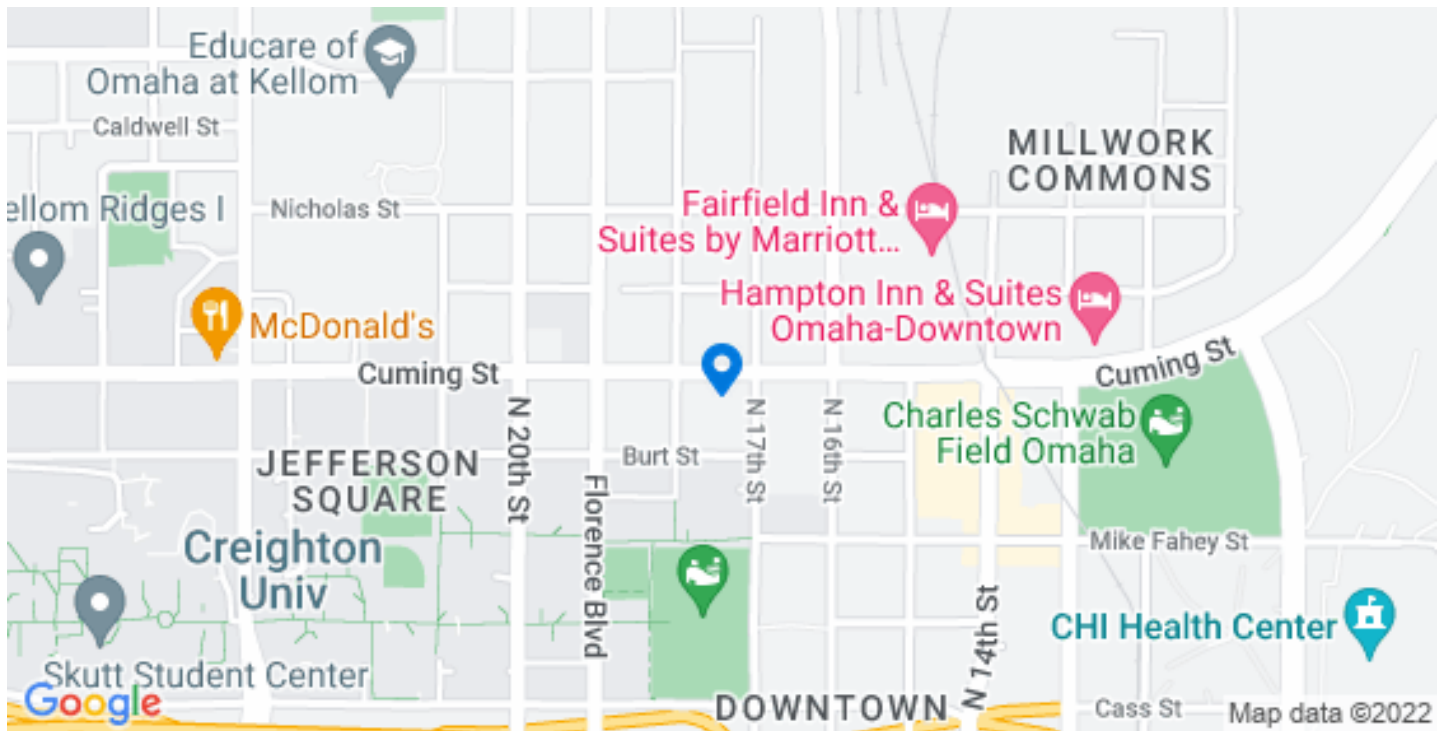 Educare of
Omaha at Kellom
Caldwell St
MILLWORK
COMMONS
ellom Ridges I
Nicholas St
Fairfield Inn &
Suites by Marriott...
Hampton Inn & Suites
Omaha-Downtown
McDonald's
Cuming St
Cuming St
N 20th St
N 17th St
N 16th St
Charles Schwab
Field Omaha
Burt St
JEFFERSON
SQUARE
Florence Blvd
Creighton
Univ
Mike Fahey St
N 14th St
CHI Health Center
Skutt Student Center
Google
DOWNTOWN
Cass St
Map data ©2022